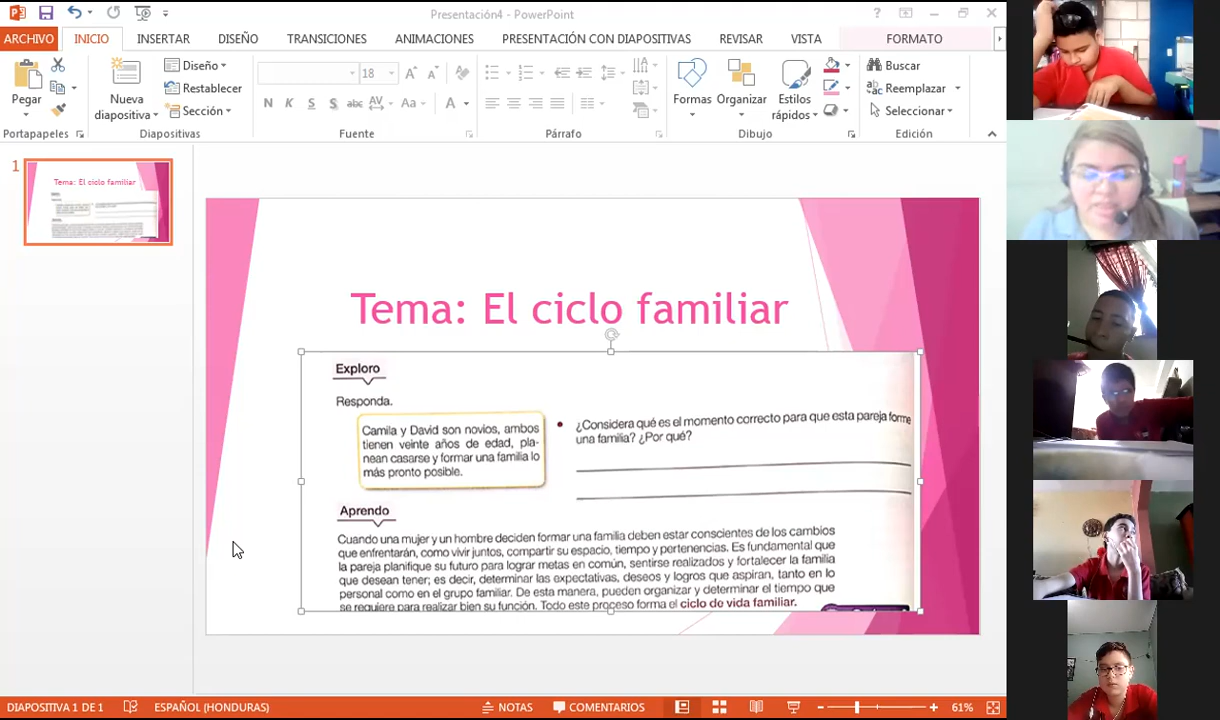 Presentación4 - PowerPoint
ARCHIVO INICIO INSERTAR DISEÑO TRANSICIONES ANIMACIONES PRESENTACIÓN CON DIAPOSITIVAS REVISAR VISTA FORMATO
Pegar
Nueva diapositiva
Diseño
Restablecer
Sección
18
N K S S abc AV Aa A
Formas
Organizar
Estilos rápidos
Buscar
Reemplazar
Seleccionar
Portapapeles Diapositivas Fuente Párrafo Dibujo Edición
1
Tema: El ciclo familiar
Tema: El ciclo familiar
Exploro
Responda.
Camila y David son novios, ambos
tienen veinte años de edad, pla-
nean casarse y formar una familia lo
más pronto posible.
• ¿Considera qué es el momento correcto para que esta pareja forme
una familia? ¿Por qué?
Aprendo
Cuando una mujer y un hombre deciden formar una familia deben estar conscientes de los cambios
que enfrentarán, como vivir juntos, compartir su espacio, tiempo y pertenencias. Es fundamental que
la pareja planifique su futuro para lograr metas en común, sentirse realizados y fortalecer la familia
que desean tener; es decir, determinar las expectativas, deseos y logros que aspiran, tanto en lo
personal como en el grupo familiar. De esta manera, pueden organizar y determinar el tiempo que
se requiere para realizar bien su función. Todo este proceso forma el ciclo de vida familiar.
DIAPOSITIVA 1 DE 1 ESPAÑOL (HONDURAS) NOTAS COMENTARIOS 61%